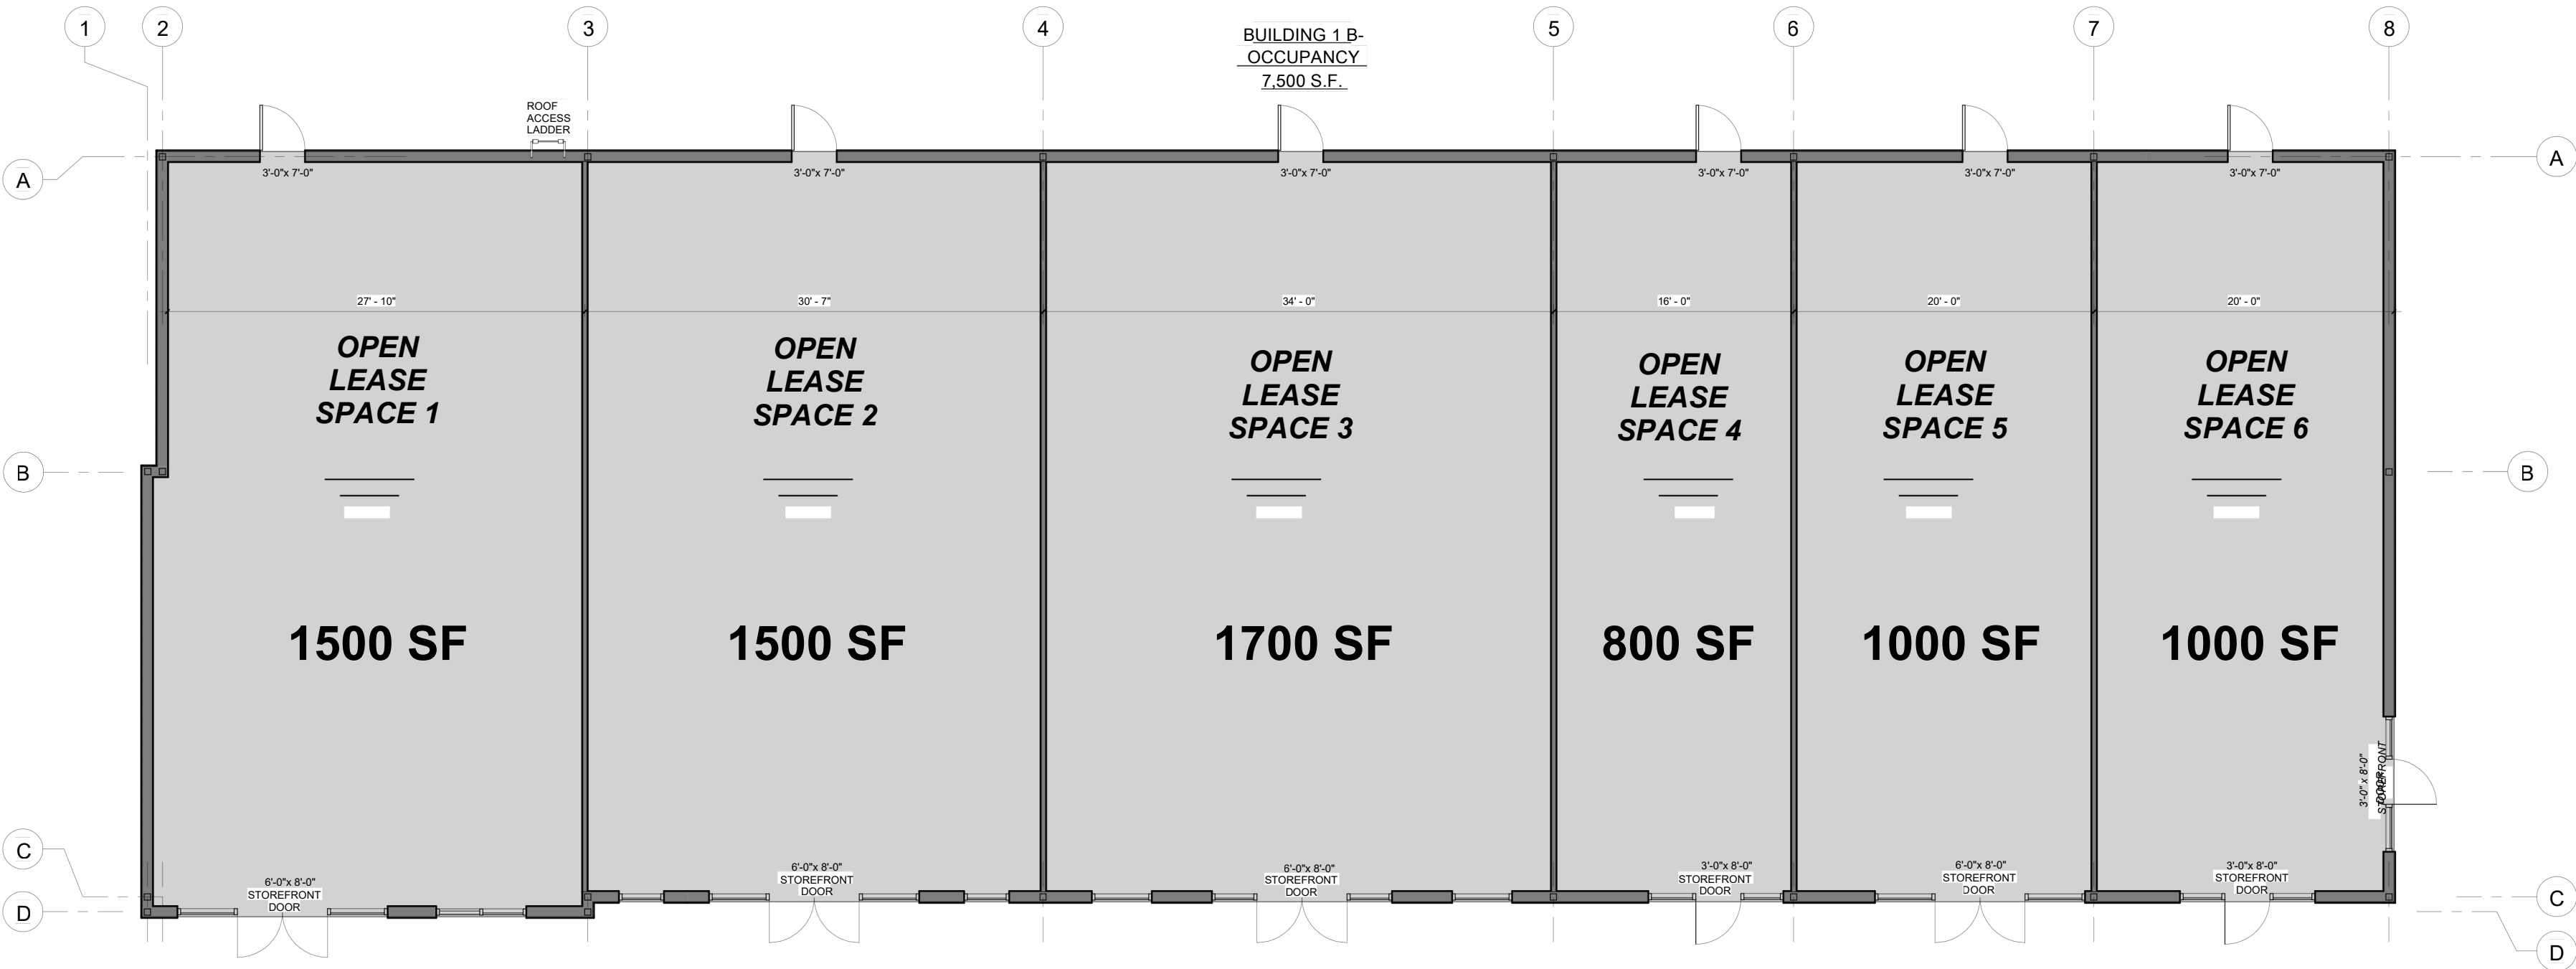 1
2
3
4
5
6
7
8
BUILDING 1 B-
OCCUPANCY
7,500 S.F.
ROOF
ACCESS
LADDER
A
A
3'-0"x 7'-0"
3'-0"x 7'-0"
3'-0"x 7'-0"
3'-0"x 7'-0"
3'-0"x 7'-0"
3'-0"x 7'-0"
27' - 10"
30' - 7"
34' - 0"
16' - 0"
20' - 0"
20' - 0"
OPEN
LEASE
SPACE 1
OPEN
LEASE
SPACE 2
OPEN
LEASE
SPACE 3
OPEN
LEASE
SPACE 4
OPEN
LEASE
SPACE 5
OPEN
LEASE
SPACE 6
B
B
1500 SF
1500 SF
1700 SF
800 SF
1000 SF
1000 SF
3'-0" x 8'-0"
STOREFRONT
DOOR
C
6'-0"x 8'-0"
STOREFRONT
DOOR
6'-0"x 8'-0"
STOREFRONT
DOOR
6'-0"x 8'-0"
STOREFRONT
DOOR
3'-0"x 8'-0"
STOREFRONT
DOOR
6'-0"x 8'-0"
STOREFRONT
DOOR
3'-0"x 8'-0"
STOREFRONT
DOOR
C
D
D